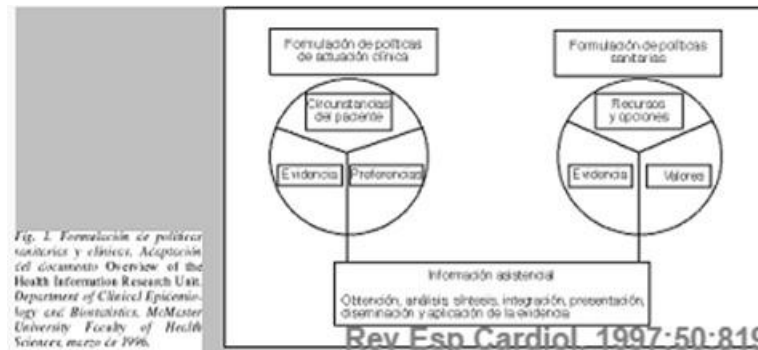 Formulación de políticas
de actuación clínica
Formulación de políticas
sanitarias
Circunstancias
del paciente
Evidencia
Preferencias
Recursos
y opciones
Evidencia
Valores
Información asistencial
Obtención, análisis, síntesis, integración, presentación,
diseminación y aplicación de la evidencia
Fig. 1. Formulación de políticas
sanitarias y clínicas. Adaptación
del documento Overview of the
Health Information Research Unit.
Department of Clinical Epidemio-
logy and Biostatistics, McMaster
University Faculty of Health
Sciences, marzo de 1996.
Rev Esp Cardiol. 1997;50:819